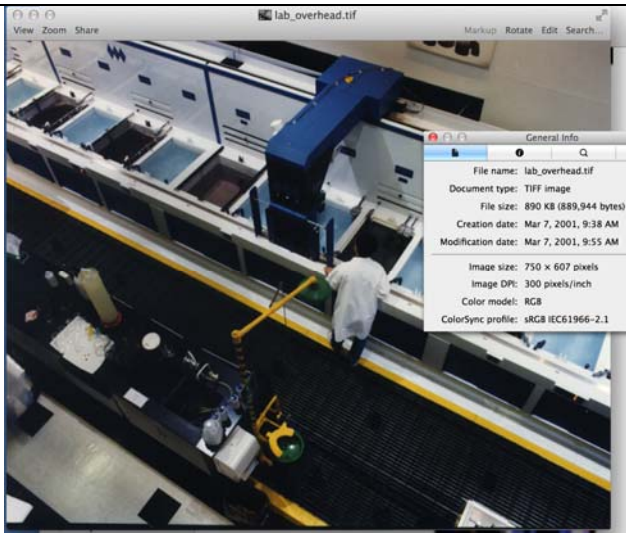 lab_overhead.tif
View Zoom Share
Markup Rotate Edit Search...
General Info
File name: lab_overhead.tif
Document type: TIFF image
File size: 890 KB (889,944 bytes)
Creation date: Mar 7, 2001, 9:38 AM
Modification date: Mar 7, 2001, 9:55 AM
Image size: 750 × 607 pixels
Image DPI: 300 pixels/inch
Color model: RGB
ColorSync profile: sRGB IEC61966-2.1